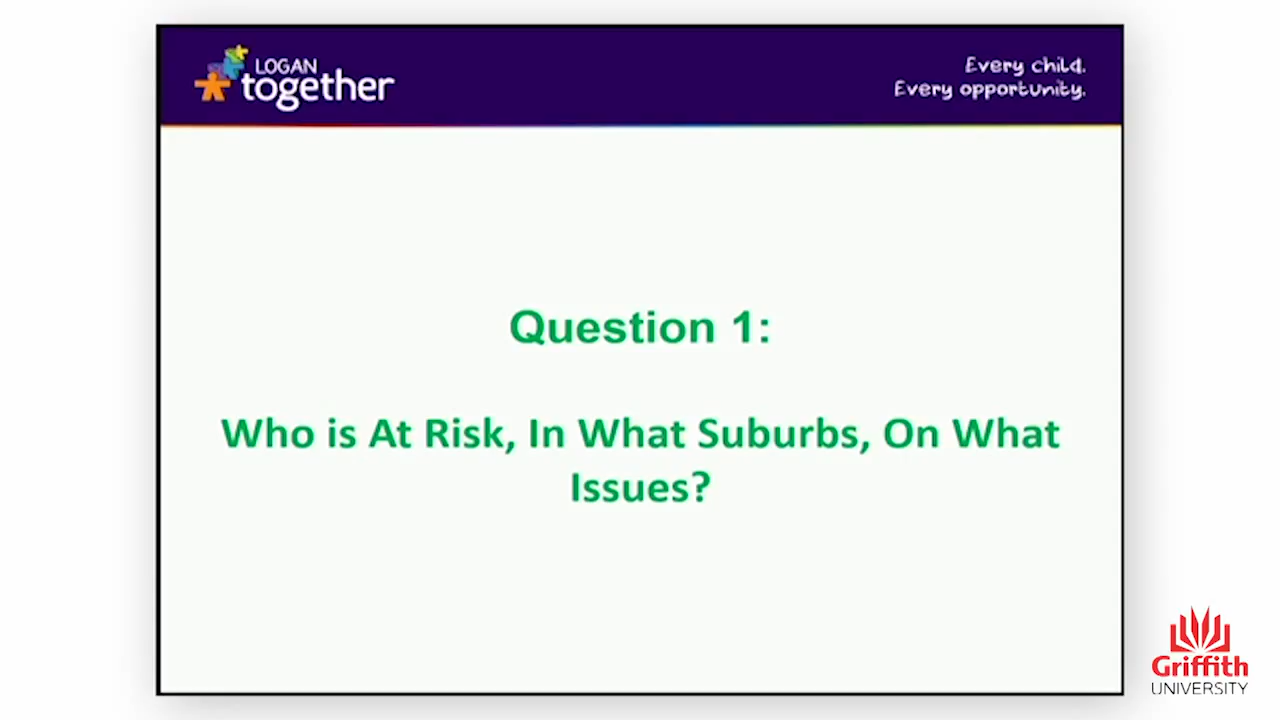 LOGAN
together
Every child.
Every opportunity.
Question 1:
Who is At Risk, In What Suburbs, On What
Issues?
Griffith
UNIVERSITY